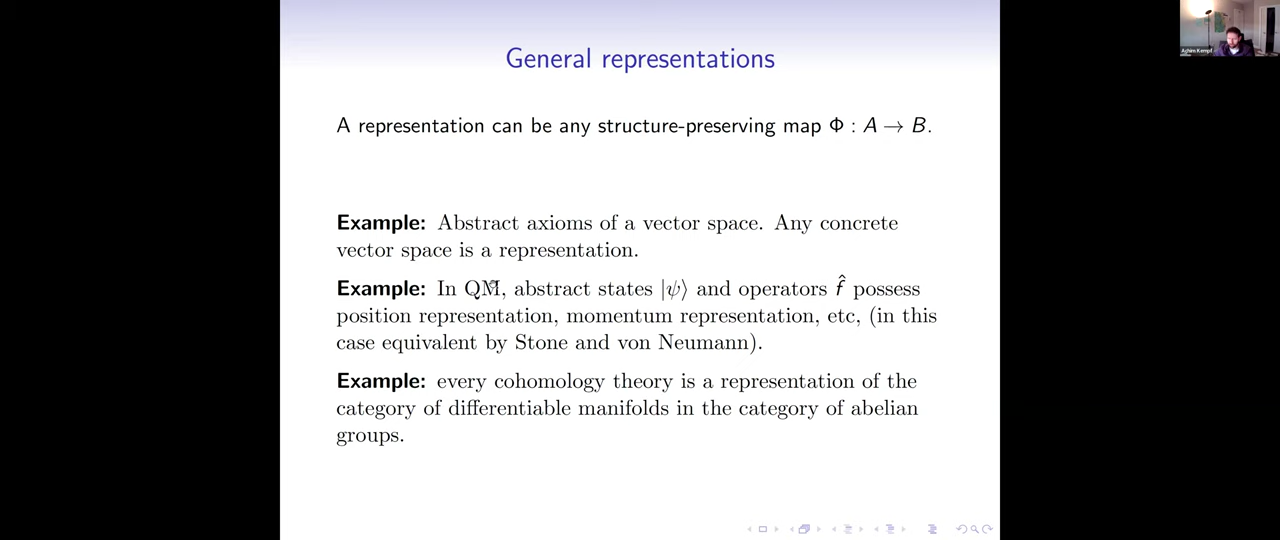 General representations
A representation can be any structure-preserving map Φ : A → B.
Example: Abstract axioms of a vector space. Any concrete
vector space is a representation.
Example: In QM, abstract states |ψ⟩ and operators f̂ possess
position representation, momentum representation, etc, (in this
case equivalent by Stone and von Neumann).
Example: every cohomology theory is a representation of the
category of differentiable manifolds in the category of abelian
groups.
Achim Kempf